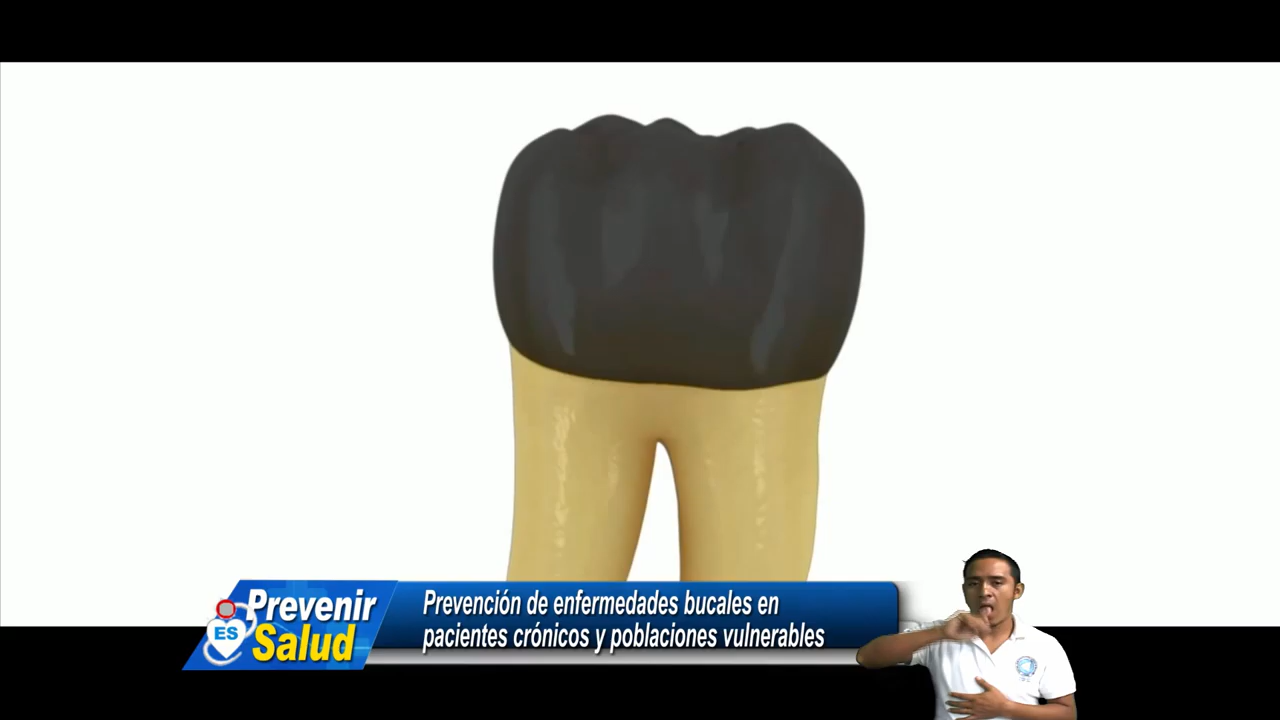 Prevenir
ES
Salud
Prevención de enfermedades bucales en
pacientes crónicos y poblaciones vulnerables